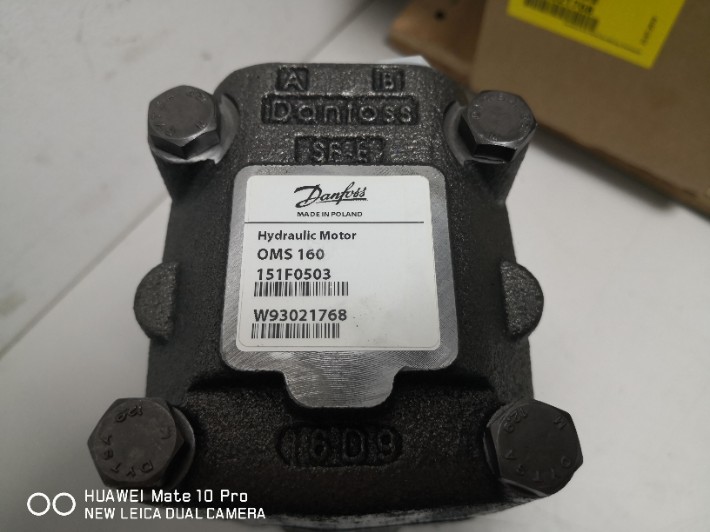 A B
Danfoss
Danfoss
MADE IN POLAND
Hydraulic Motor
OMS 160
151F0503
W93021768
16D9
HUAWEI Mate 10 Pro
NEW LEICA DUAL CAMERA